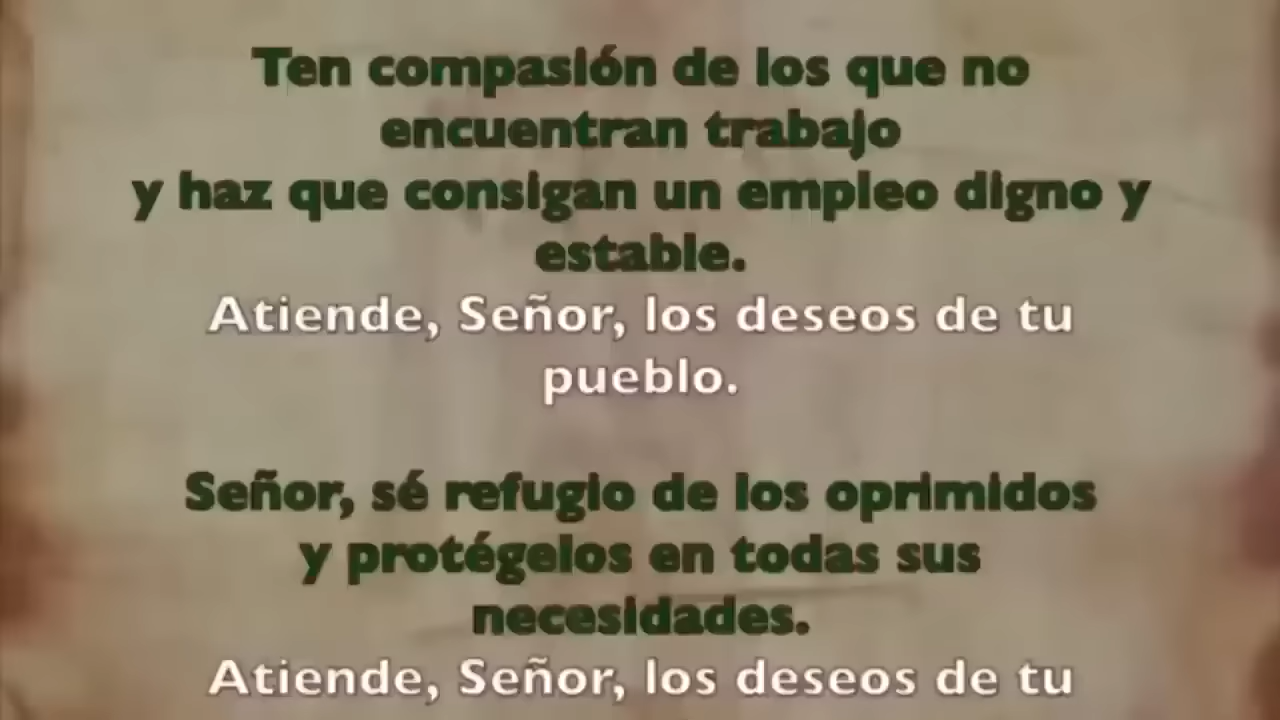 Ten compasión de los que no
encuentran trabajo
y haz que consigan un empleo digno y
estable.
Atiende, Señor, los deseos de tu
pueblo.
Señor, sé refugio de los oprimidos
y protégelos en todas sus
necesidades.
Atiende, Señor, los deseos de tu